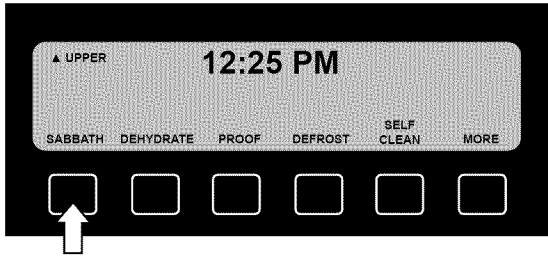 ▲ UPPER 12:25 PM
SABBATH DEHYDRATE PROOF DEFROST SELF CLEAN MORE